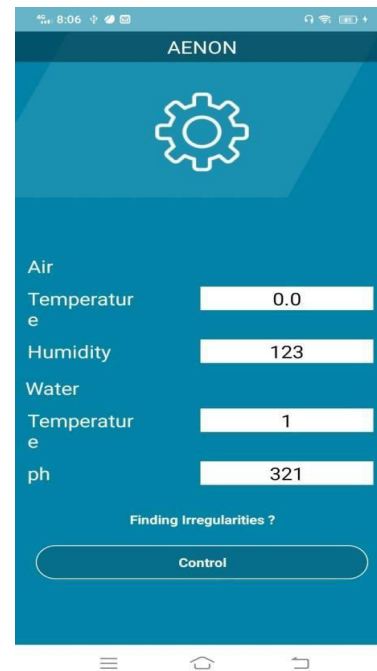 8:06
AENON
Air
Temperatur
e
0.0
Humidity
123
Water
Temperatur
e
1
ph
321
Finding Irregularities ?
Control